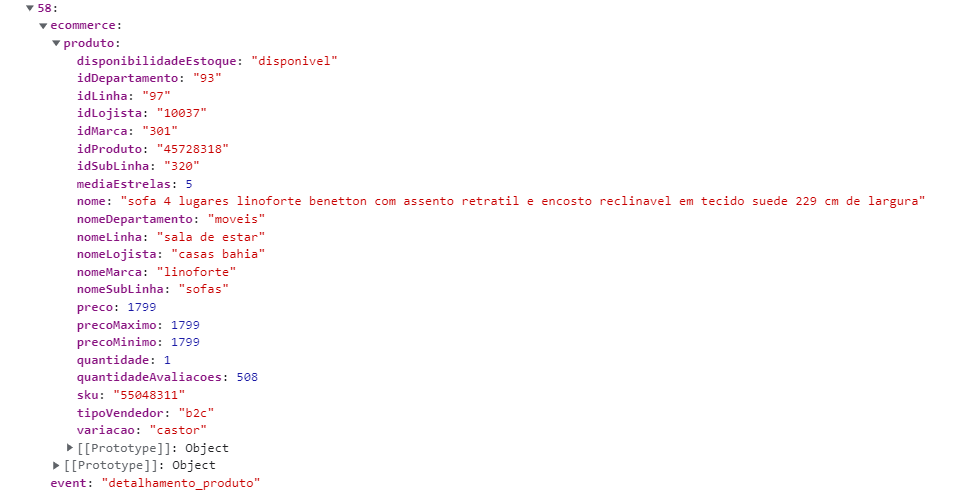 ▼58:
▼ecommerce:
▼produto:
disponibilidadeEstoque: "disponivel"
idDepartamento: "93"
idLinha: "97"
idLojista: "10037"
idMarca: "301"
idProduto: "45728318"
idSubLinha: "320"
mediaEstrelas: 5
nome: "sofa 4 lugares linoforte benetton com assento retratil e encosto reclinavel em tecido suede 229 cm de largura"
nomeDepartamento: "moveis"
nomeLinha: "sala de estar"
nomeLojista: "casas bahia"
nomeMarca: "linoforte"
nomeSubLinha: "sofas"
preco: 1799
precoMaximo: 1799
precoMinimo: 1799
quantidade: 1
quantidadeAvaliacoes: 508
sku: "55048311"
tipoVendedor: "b2c"
variacao: "castor"
▶[[Prototype]]: Object
▶[[Prototype]]: Object
event: "detalhamento_produto"